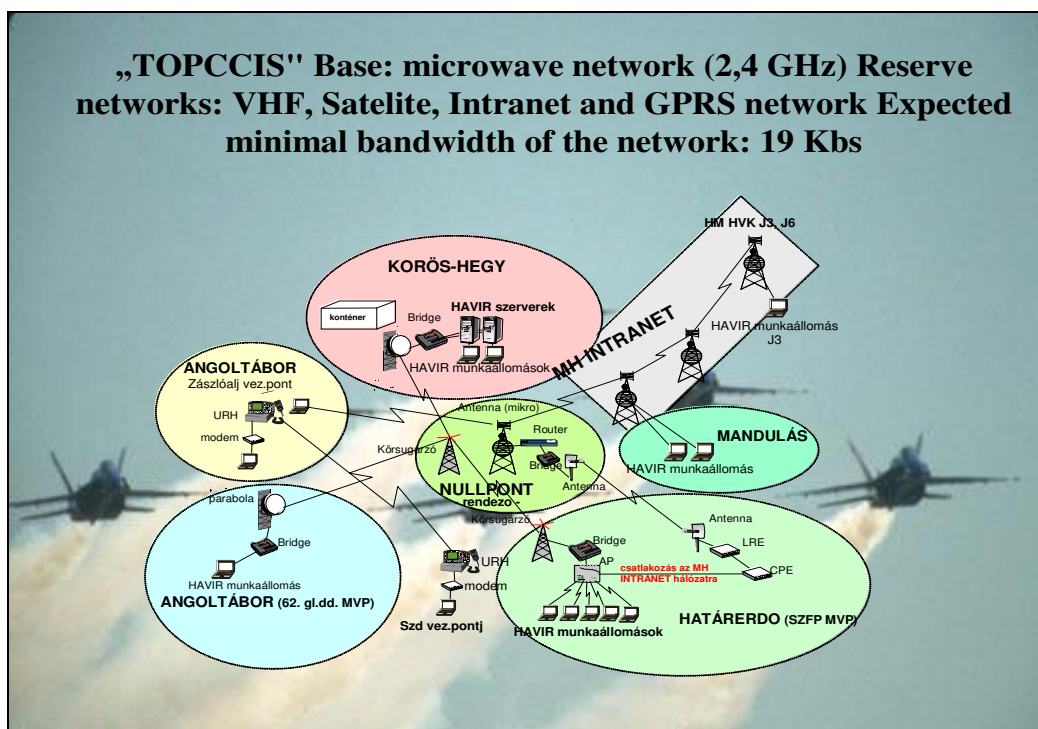 „TOPCCIS" Base: microwave network (2,4 GHz) Reserve
networks: VHF, Satelite, Intranet and GPRS network Expected
minimal bandwidth of the network: 19 Kbs
HM HVK J3, J6
HAVIR munkaállomás
J3
MH INTRANET
KORÖS-HEGY
konténer
Bridge
HAVIR szerverek
HAVIR munkaállomások
ANGOLTÁBOR
Zászlóalj vez.pont
URH
modem
Antenna (mikro)
Router
Körsugárzó
Bridge
Antenna
NULLPONT
rendezo -
MANDULÁS
HAVIR munkaállomás
parabola
Bridge
HAVIR munkaállomás
ANGOLTÁBOR (62. gl.dd. MVP)
URH
modem
Szd vez.pontj
Körsugárzó
Bridge
AP
csatlakozás az MH
INTRANET hálózatra
Antenna
LRE
CPE
HAVIR munkaállomások
HATÁRERDO (SZFP MVP)